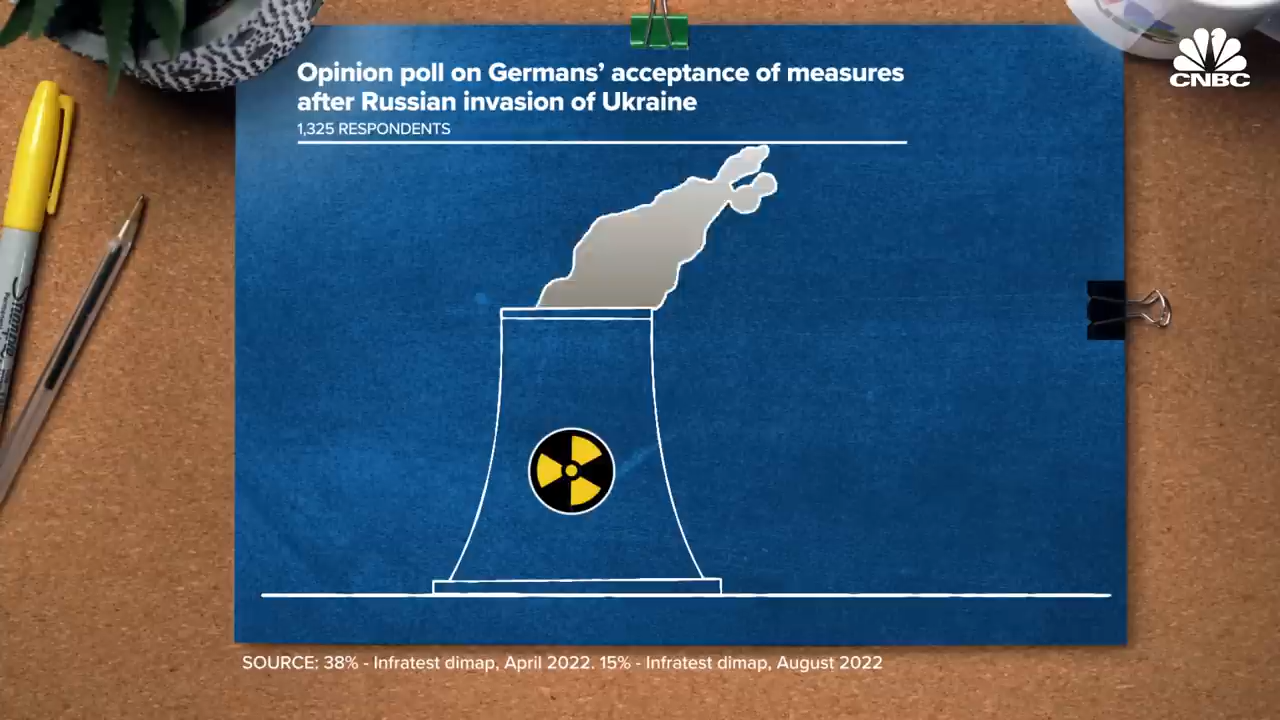 CNBC
Opinion poll on Germans' acceptance of measures
after Russian invasion of Ukraine
1,325 RESPONDENTS
Sharpie
SOURCE: 38% - Infratest dimap, April 2022. 15% - Infratest dimap, August 2022